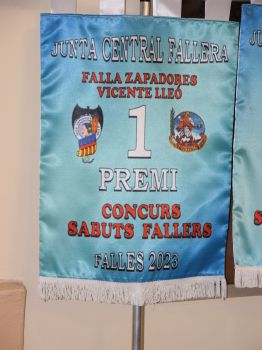 JUNTA CENTRAL FALLERA
FALLA ZAPADORES
VICENTE LLEÓ
1
PREMI
CONCURS
SABUTS FALLERS
FALLES 2023